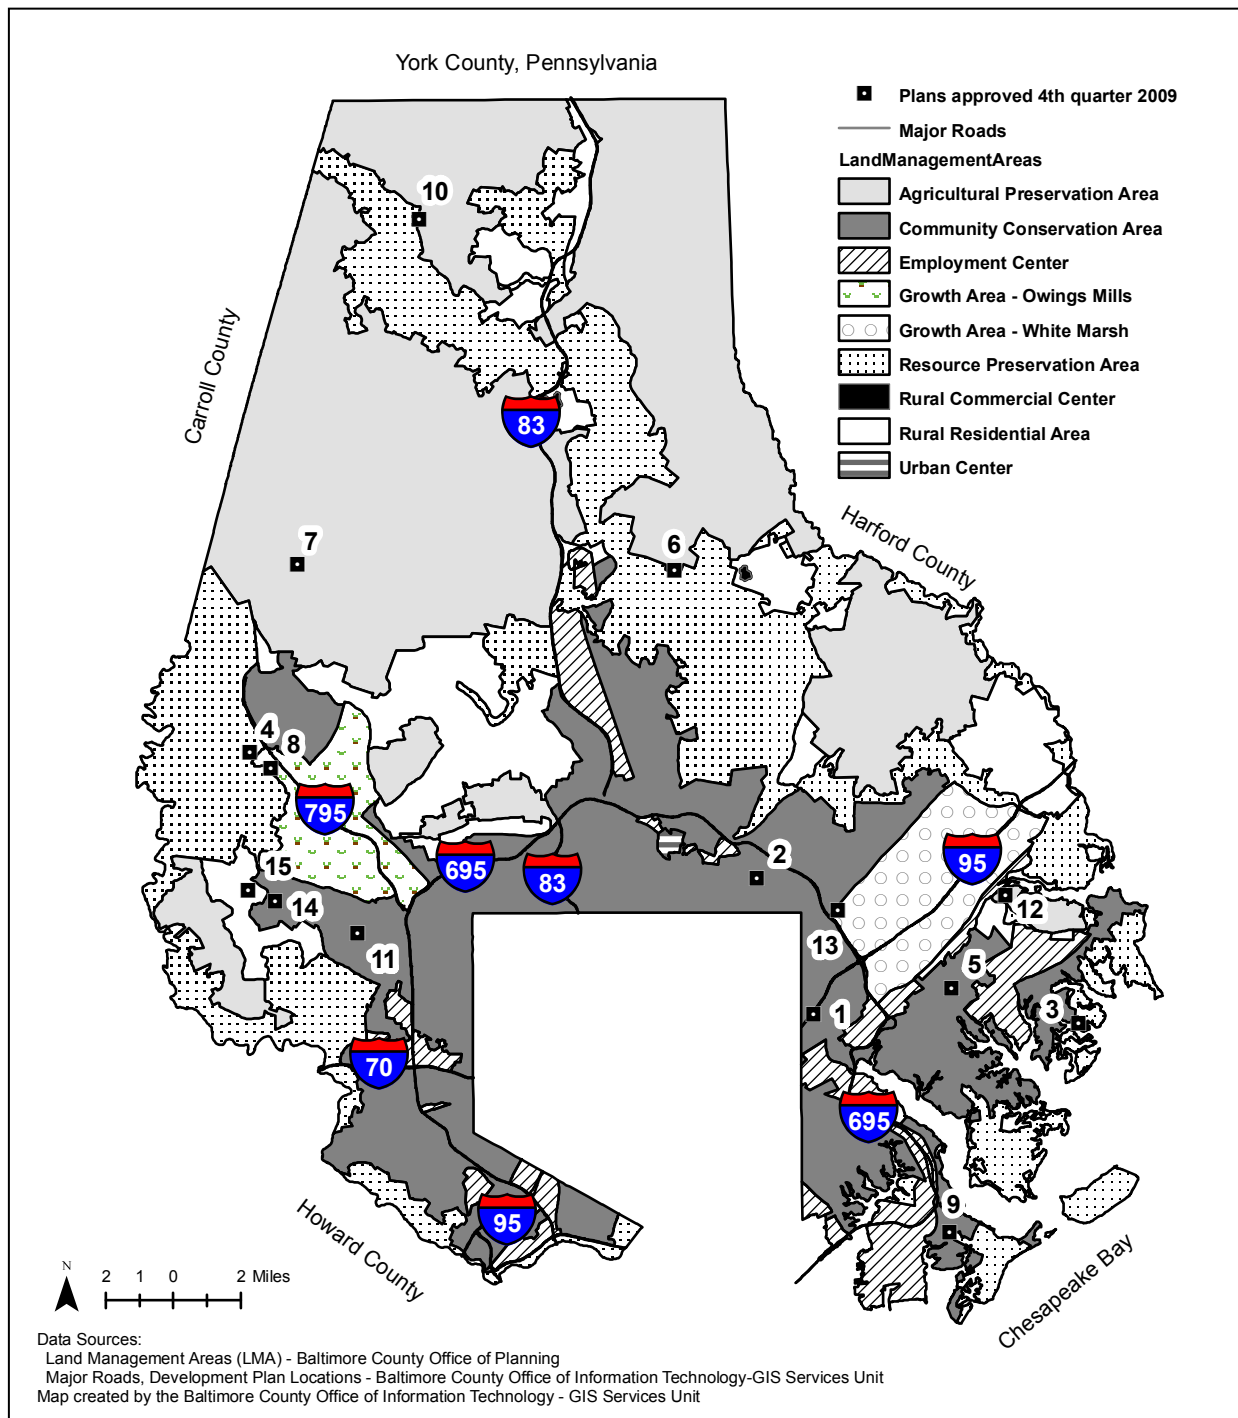 York County, Pennsylvania
Plans approved 4th quarter 2009
Major Roads
LandManagementAreas
Agricultural Preservation Area
Community Conservation Area
Employment Center
Growth Area - Owings Mills
Growth Area - White Marsh
Resource Preservation Area
Rural Commercial Center
Rural Residential Area
Urban Center
10
Carroll County
83
Harford County
7
6
4
8
795
695
83
2
95
15
14
12
13
11
5
1
3
70
695
9
95
Howard County
Chesapeake Bay
N
2 1 0 2 Miles
Data Sources:
Land Management Areas (LMA) - Baltimore County Office of Planning
Major Roads, Development Plan Locations - Baltimore County Office of Information Technology-GIS Services Unit
Map created by the Baltimore County Office of Information Technology - GIS Services Unit